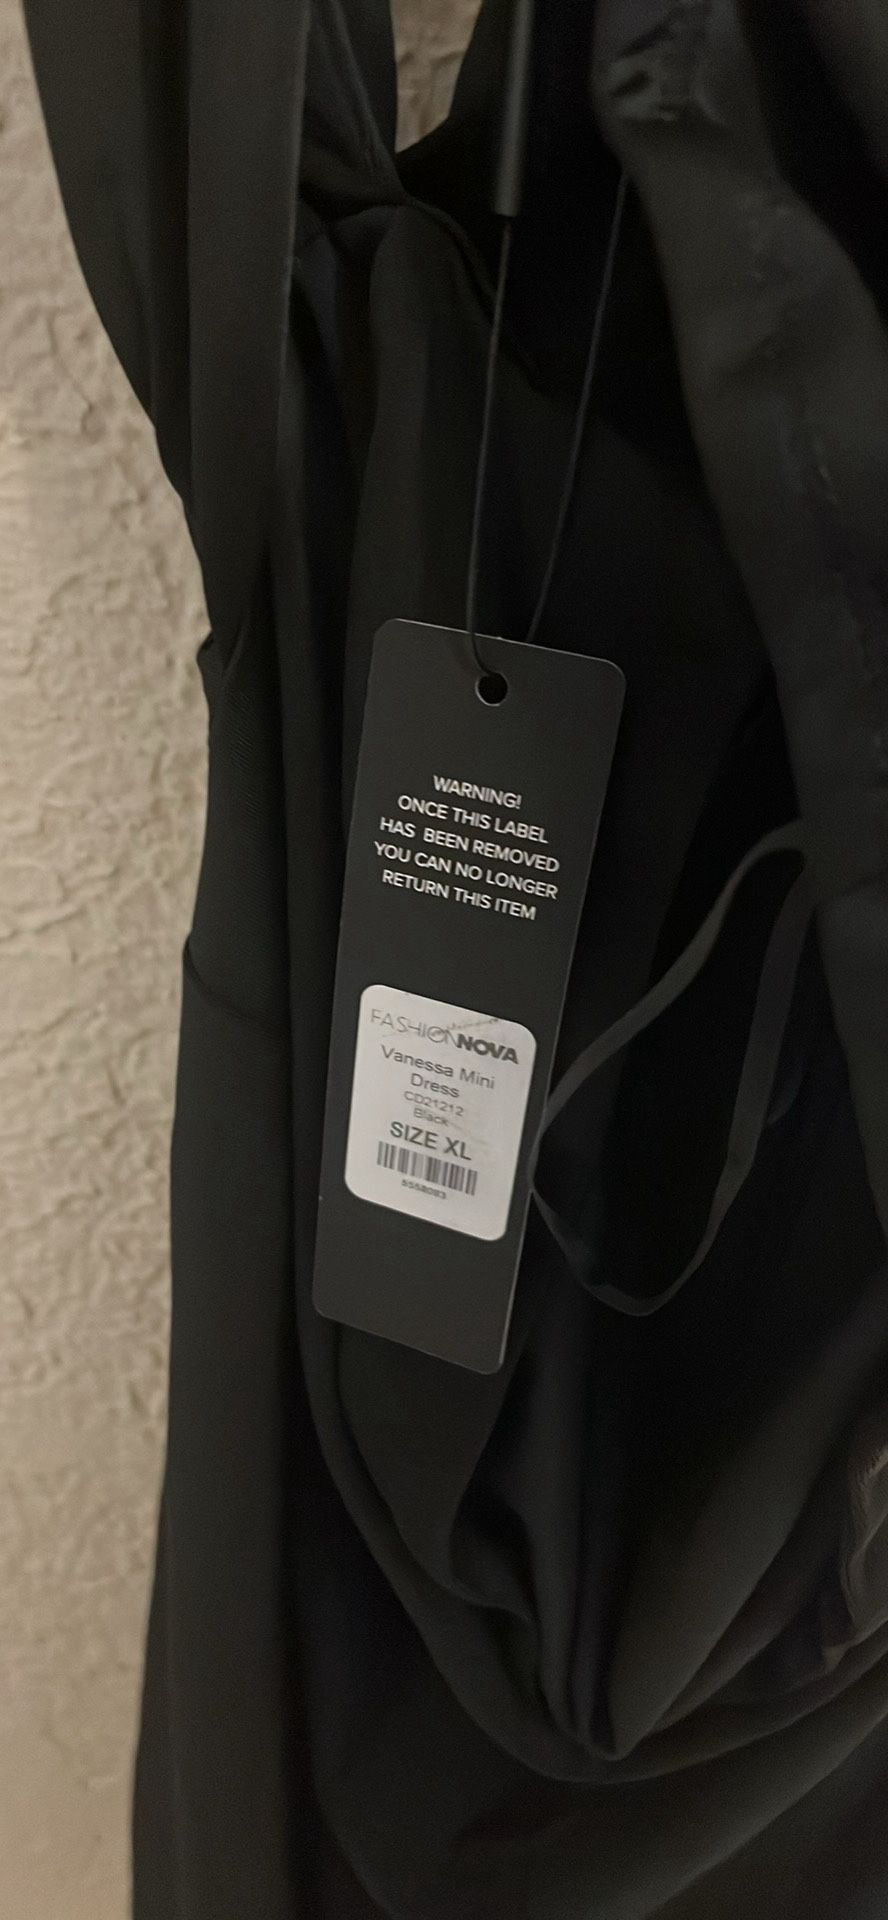 WARNING!
ONCE THIS LABEL
HAS BEEN REMOVED
YOU CAN NO LONGER
RETURN THIS ITEM
FASHIONNOVA
Vanessa Mini
Dress
CD21212
Black
SIZE XL
5558083